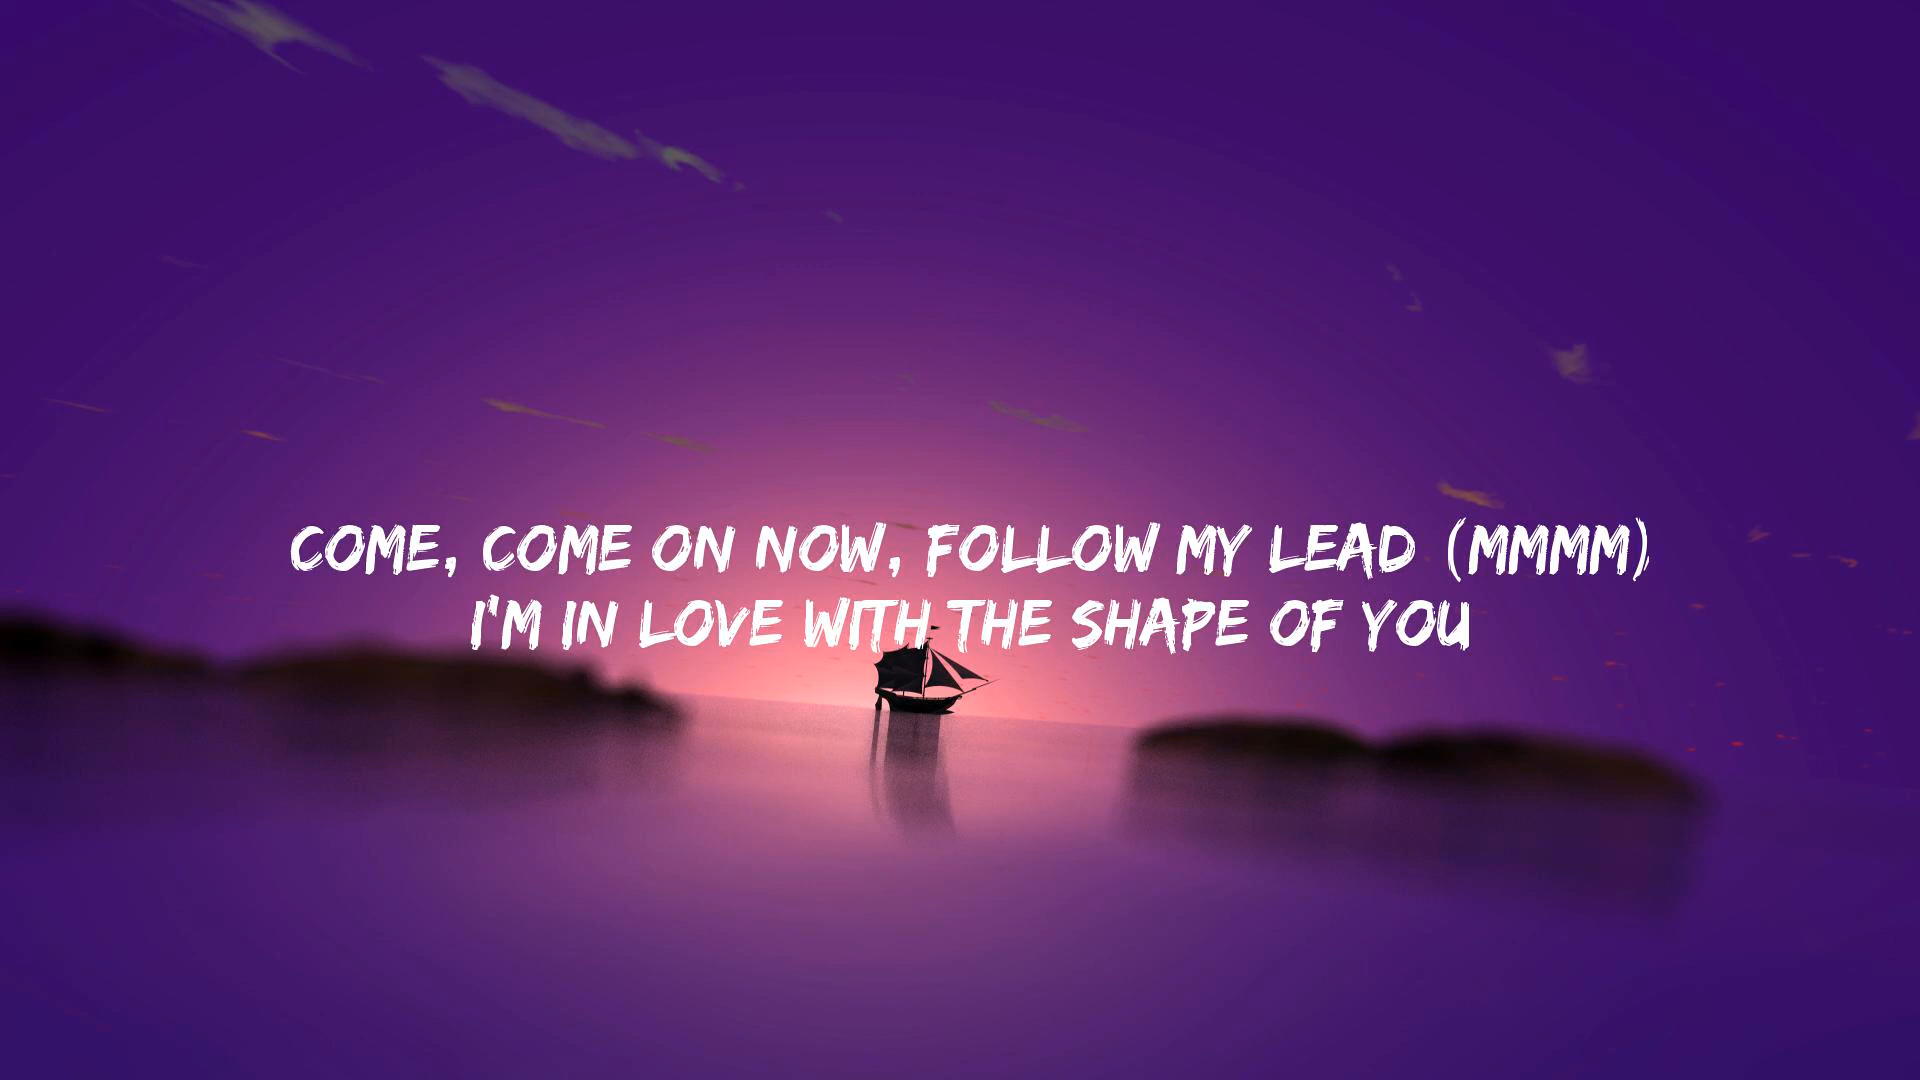 COME, COME ON NOW, FOLLOW MY LEAD (MMMM)
I'M IN LOVE WITH THE SHAPE OF YOU